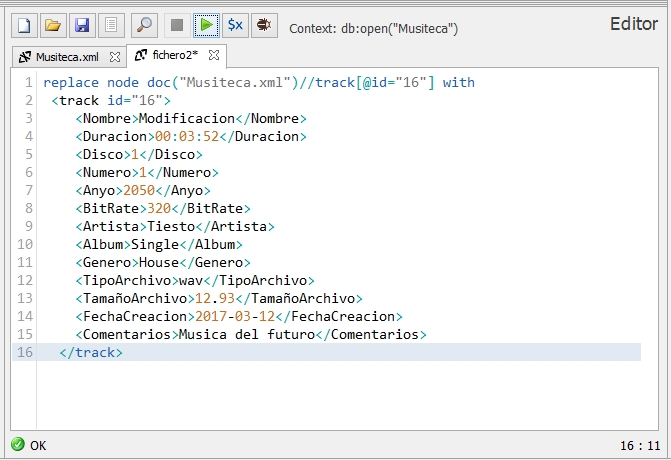 $x
Context: db:open("Musiteca")
Editor
Musiteca.xml
fichero2*
1 replace node doc("Musiteca.xml")//track[@id="16"] with
2 <track id="16">
3 <Nombre>Modificacion</Nombre>
4 <Duracion>00:03:52</Duracion>
5 <Disco>1</Disco>
6 <Numero>1</Numero>
7 <Anyo>2050</Anyo>
8 <BitRate>320</BitRate>
9 <Artista>Tiesto</Artista>
10 <Album>Single</Album>
11 <Genero>House</Genero>
12 <TipoArchivo>wav</TipoArchivo>
13 <TamañoArchivo>12.93</TamañoArchivo>
14 <FechaCreacion>2017-03-12</FechaCreacion>
15 <Comentarios>Musica del futuro</Comentarios>
16 </track>
OK
16 : 11